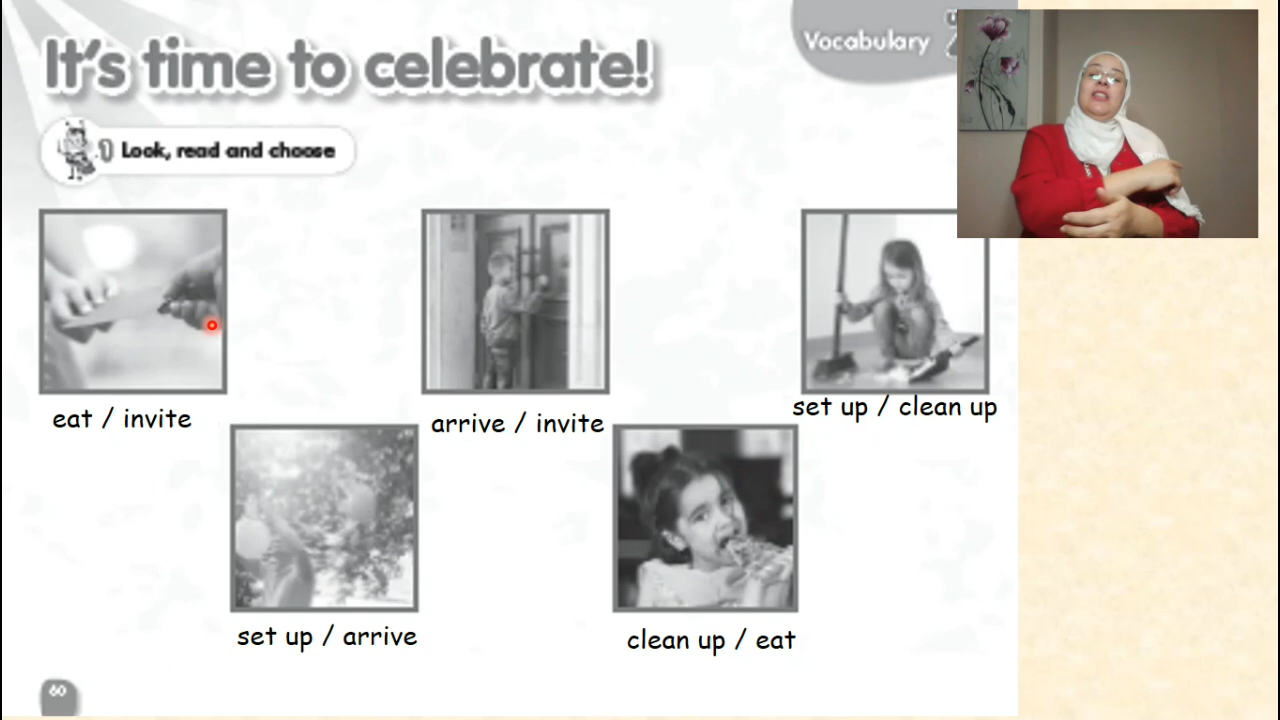 It's time to celebrate!
Vocabulary
1 Look, read and choose
eat / invite
arrive / invite
set up / clean up
set up / arrive
clean up / eat
60